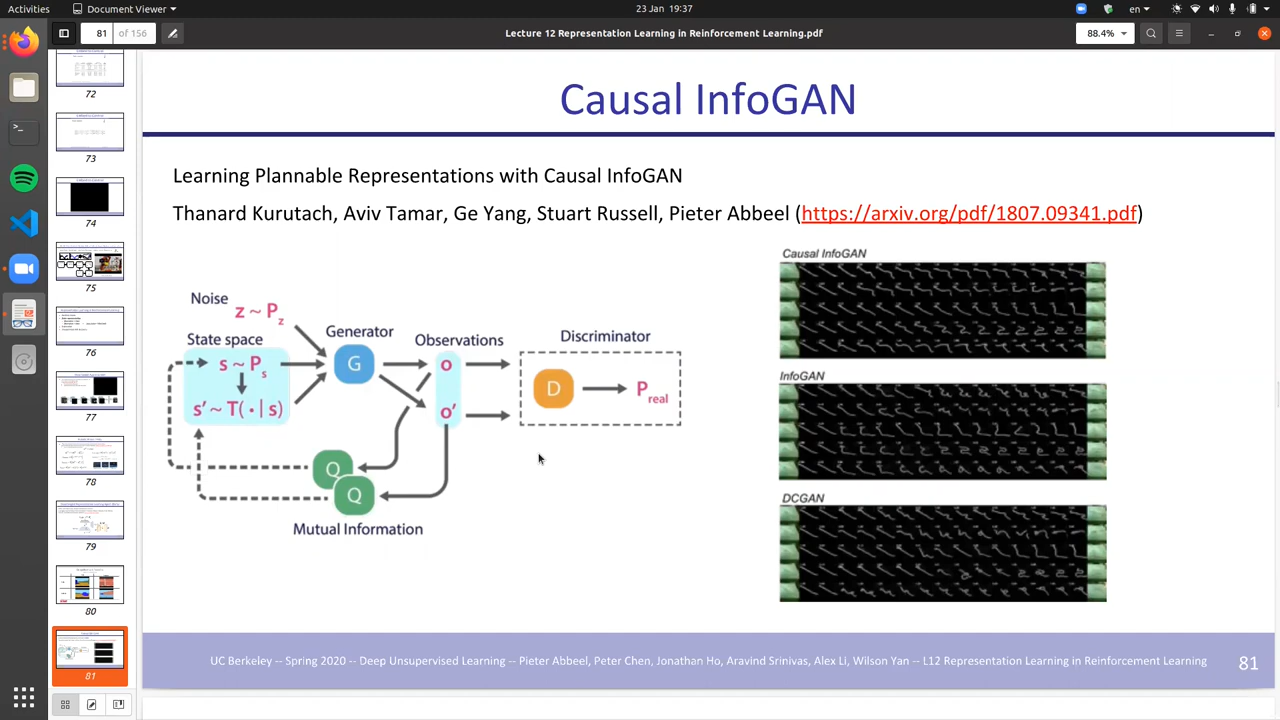 Activities
Document Viewer
23 Jan 19:37
en
81
of 156
Lecture 12 Representation Learning in Reinforcement Learning.pdf
88.4%
72
73
74
75
76
77
78
79
80
81
Causal InfoGAN
Learning Plannable Representations with Causal InfoGAN
Thanard Kurutach, Aviv Tamar, Ge Yang, Stuart Russell, Pieter Abbeel (https://arxiv.org/pdf/1807.09341.pdf)
Noise
z ~ Pz
State space
s ~ Ps
s’ ~ T(·|s)
Generator
G
Observations
o
o’
Discriminator
D
Preal
Q
Q
Mutual Information
Causal InfoGAN
InfoGAN
DCGAN
UC Berkeley -- Spring 2020 -- Deep Unsupervised Learning -- Pieter Abbeel, Peter Chen, Jonathan Ho, Aravind Srinivas, Alex Li, Wilson Yan -- L12 Representation Learning in Reinforcement Learning
81